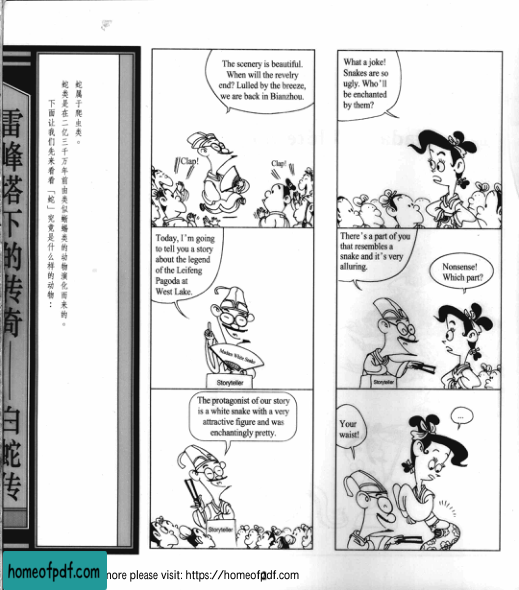 雷峰塔下的传奇——白蛇传
蛇属于爬虫类。
蛇类是在二亿三千万年前由类似蜥蜴类的动物演化而来的。
下面让我们先来看看「蛇」究竟是什么样的动物：
The scenery is beautiful.
When will the revelry
end? Lulled by the breeze,
we are back in Bianzhou.
Clap!
Clap!
Today, I'm going
to tell you a story
about the legend
of the Leifeng
Pagoda at
West Lake.
Madam White Snake
Storyteller
The protagonist of our story
is a white snake with a very
attractive figure and was
enchantingly pretty.
Storyteller
What a joke!
Snakes are so
ugly. Who'll
be enchanted
by them?
There's a part of you
that resembles a
snake and it's very
alluring.
Nonsense!
Which part?
Storyteller
Your
waist!
...
homeofpdf.com
more please visit: https://homeofpdf.com